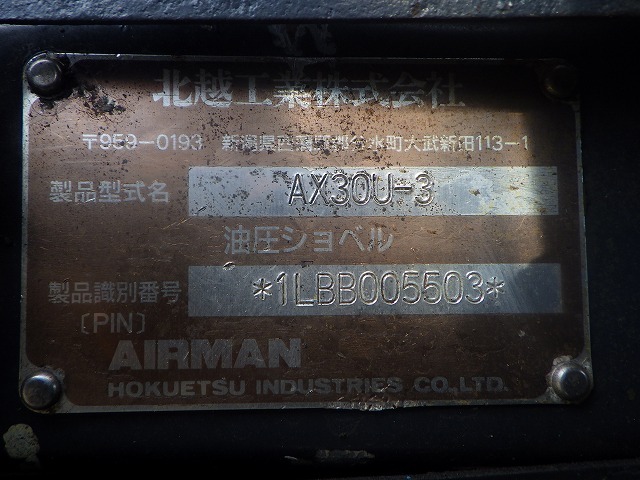 北越工業株式会社
〒959-0193 新潟県西蒲原郡分水町大武新田113-1
製品型式名 AX30U-3
油圧ショベル
製品識別番号 *1LBB005503*
〔PIN〕
AIRMAN
HOKUETSU INDUSTRIES CO.,LTD.